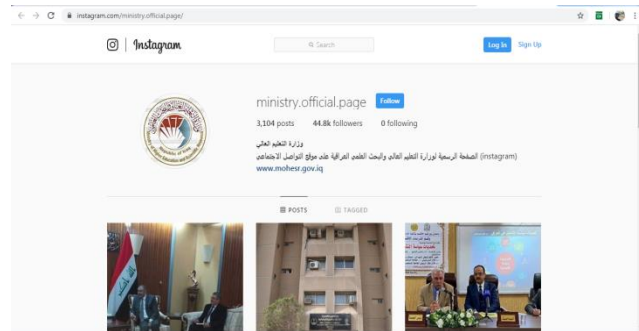 instagram.com/ministry.official.page/
Instagram
Search
Log In
Sign Up
ministry.official.page
Follow
3,104 posts 44.8k followers 0 following
وزارة التعليم العالي
الصفحة الرسمية لوزارة التعليم العالي والبحث العلمي العراقية على موقع التواصل الاجتماعي (instagram)
www.mohesr.gov.iq
POSTS
TAGGED